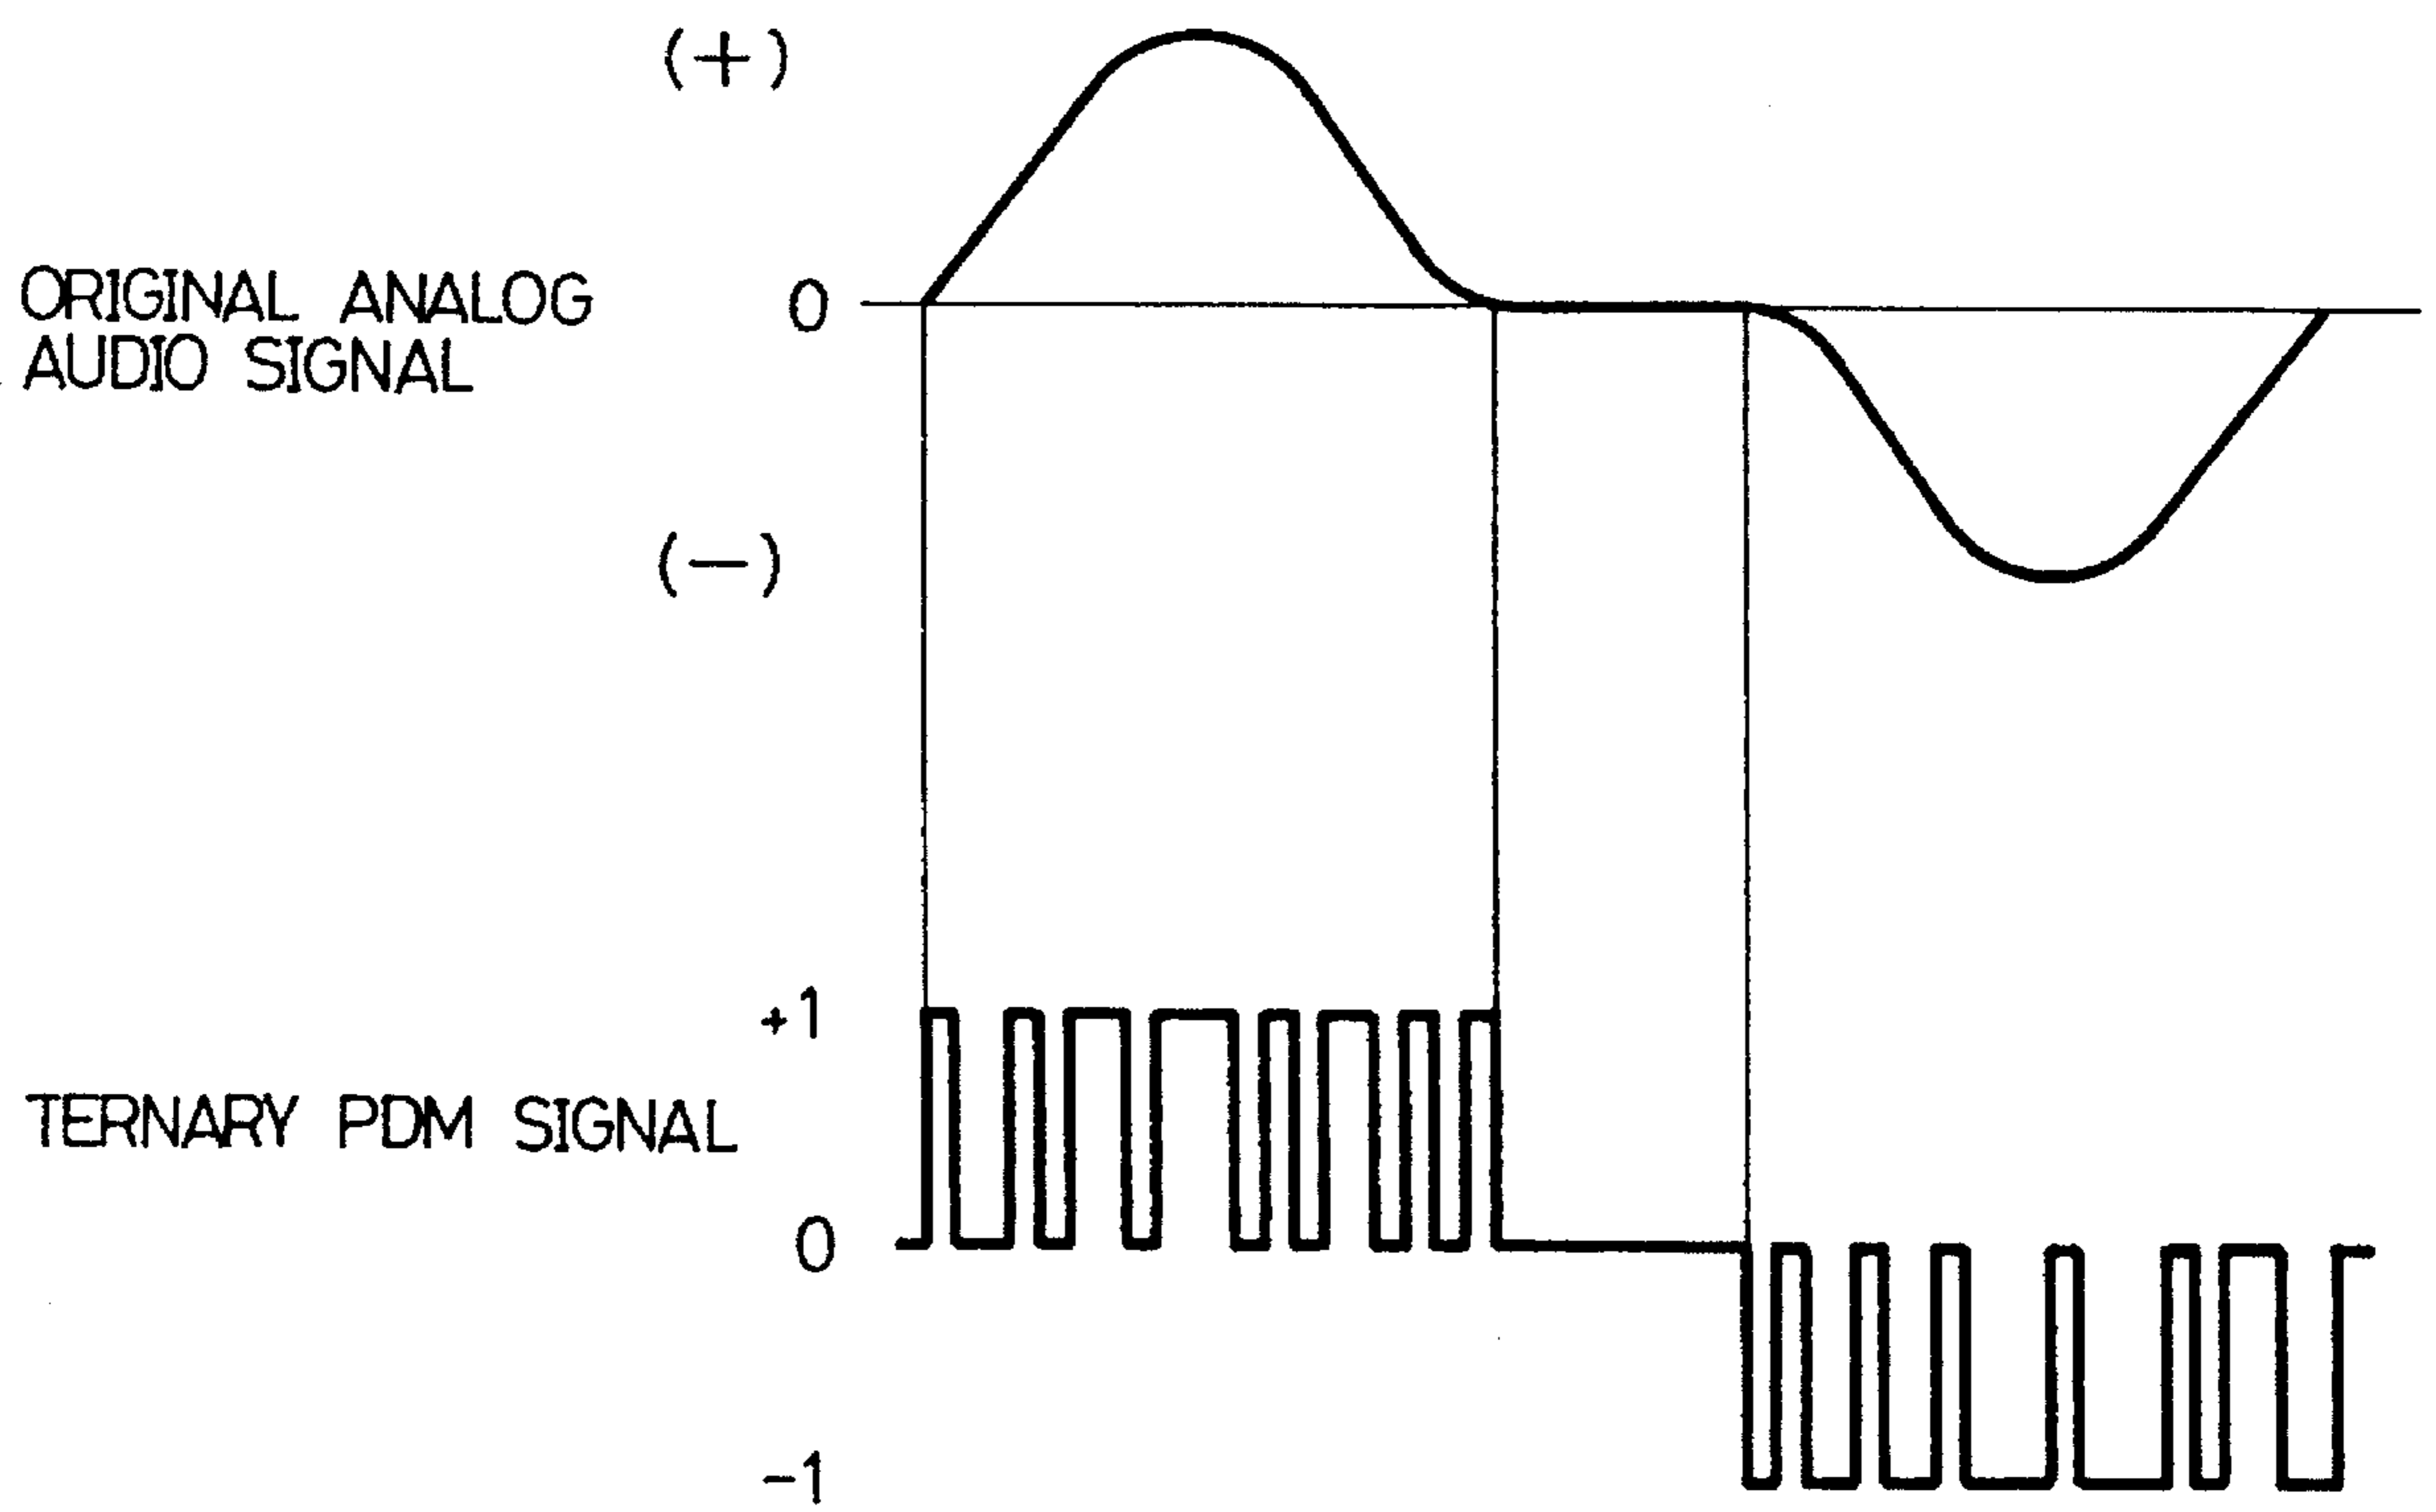 (+)
ORIGINAL ANALOG
AUDIO SIGNAL
0
(−)
+1
TERNARY PDM SIGNAL
0
-1